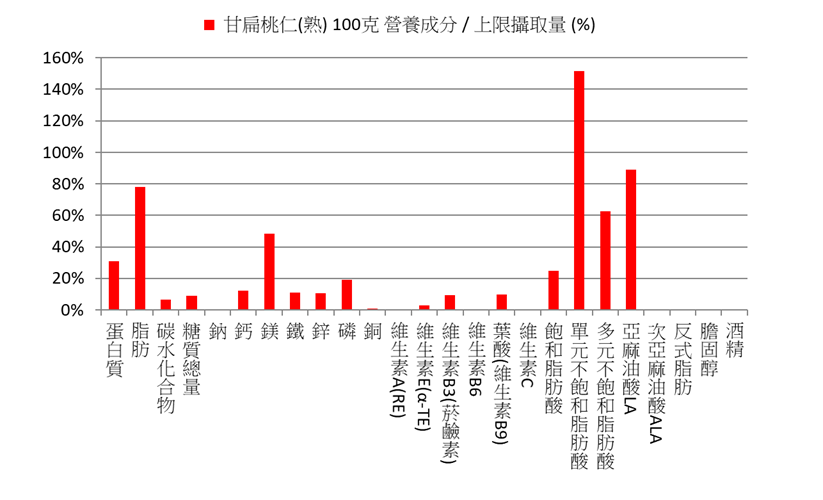 甘扁桃仁(熟) 100克 營養成分 / 上限攝取量 (%)
160%
140%
120%
100%
80%
60%
40%
20%
0%
蛋白質
脂肪
碳水化合物
糖質總量
鈉
鈣
鎂
鐵
鋅
磷
銅
維生素A(RE)
維生素E(α-TE)
維生素B3(菸鹼素)
維生素B6
葉酸(維生素B9)
維生素C
飽和脂肪酸
單元不飽和脂肪酸
多元不飽和脂肪酸
亞麻油酸LA
次亞麻油酸ALA
反式脂肪
膽固醇
酒精